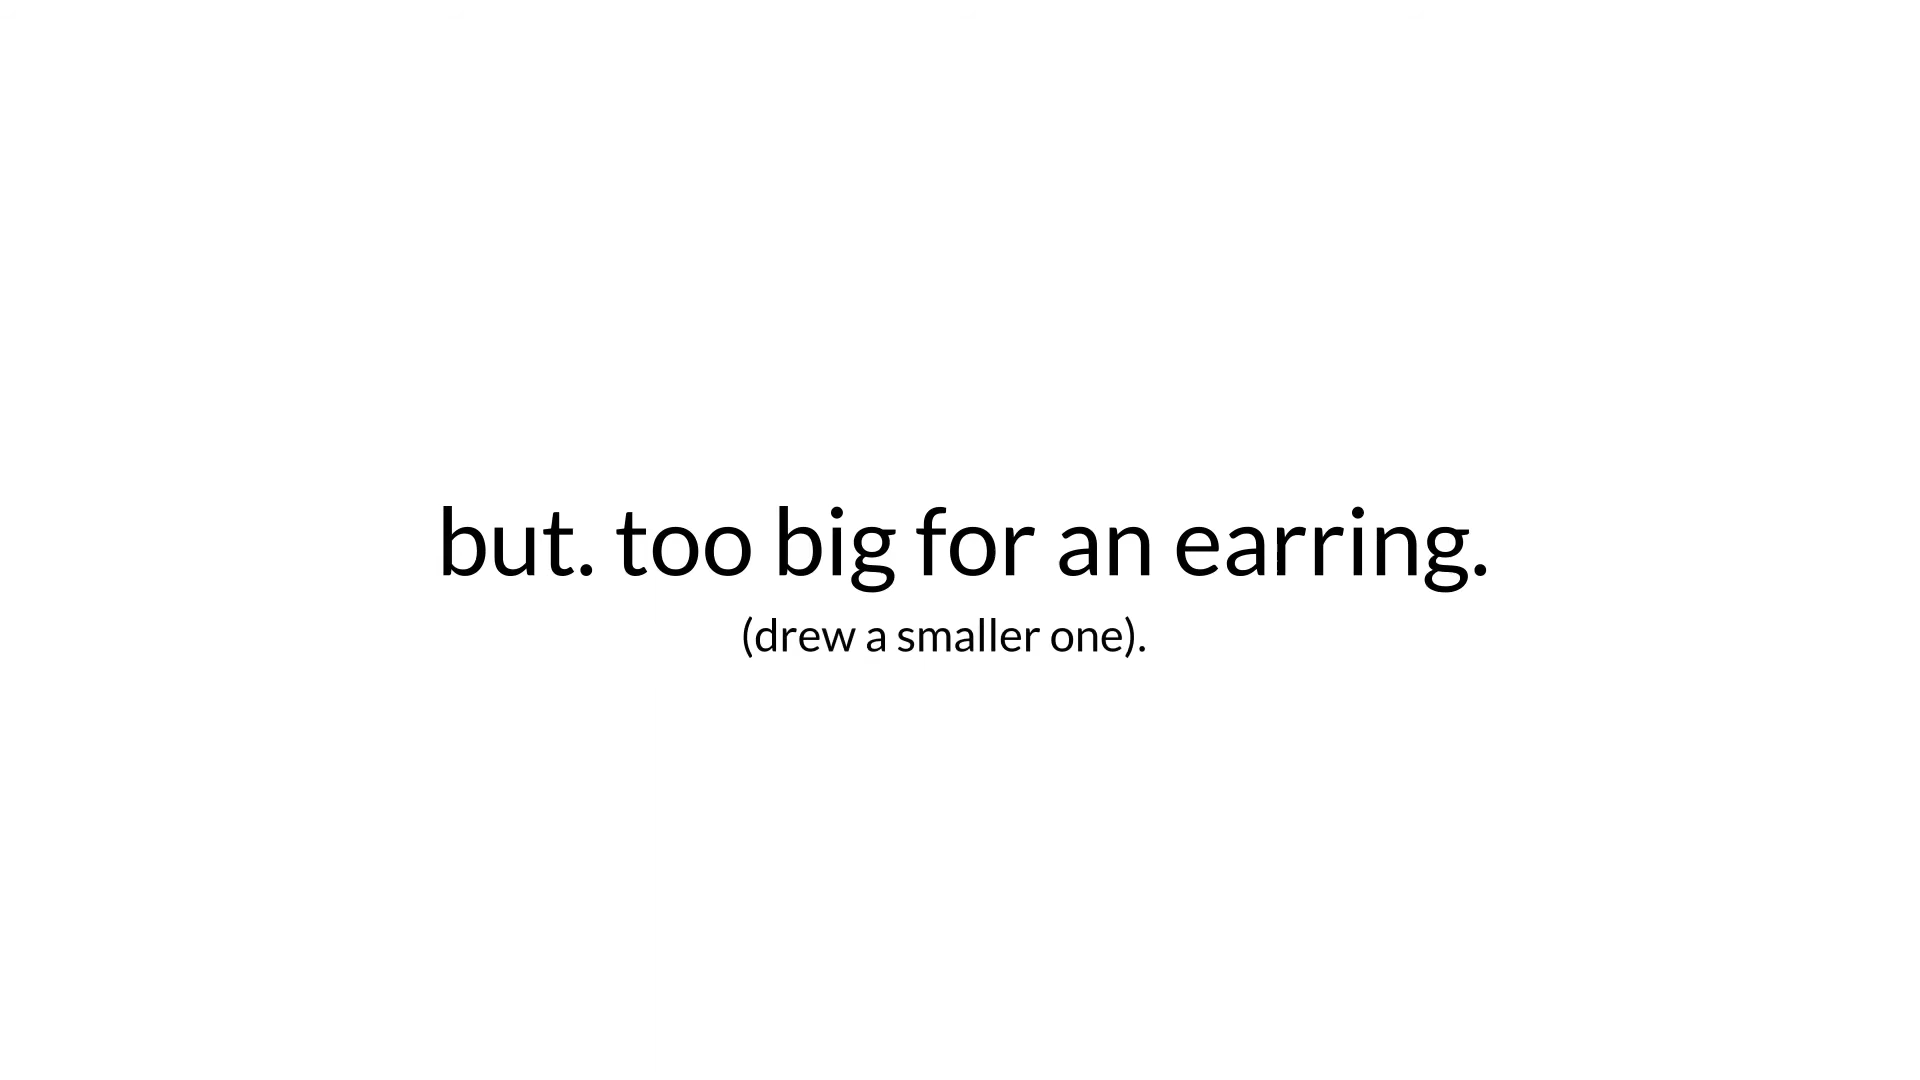 but. too big for an earring.
(drew a smaller one).